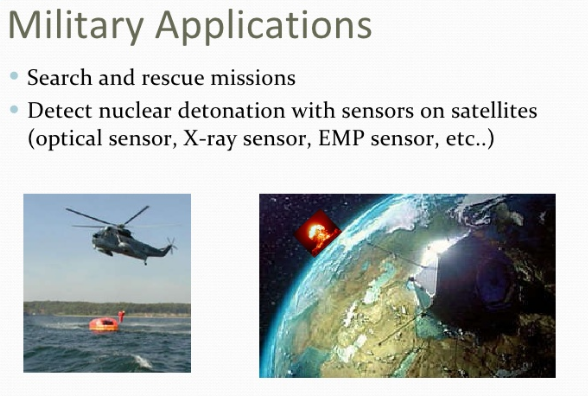 Military Applications
Search and rescue missions
Detect nuclear detonation with sensors on satellites
(optical sensor, X-ray sensor, EMP sensor, etc..)